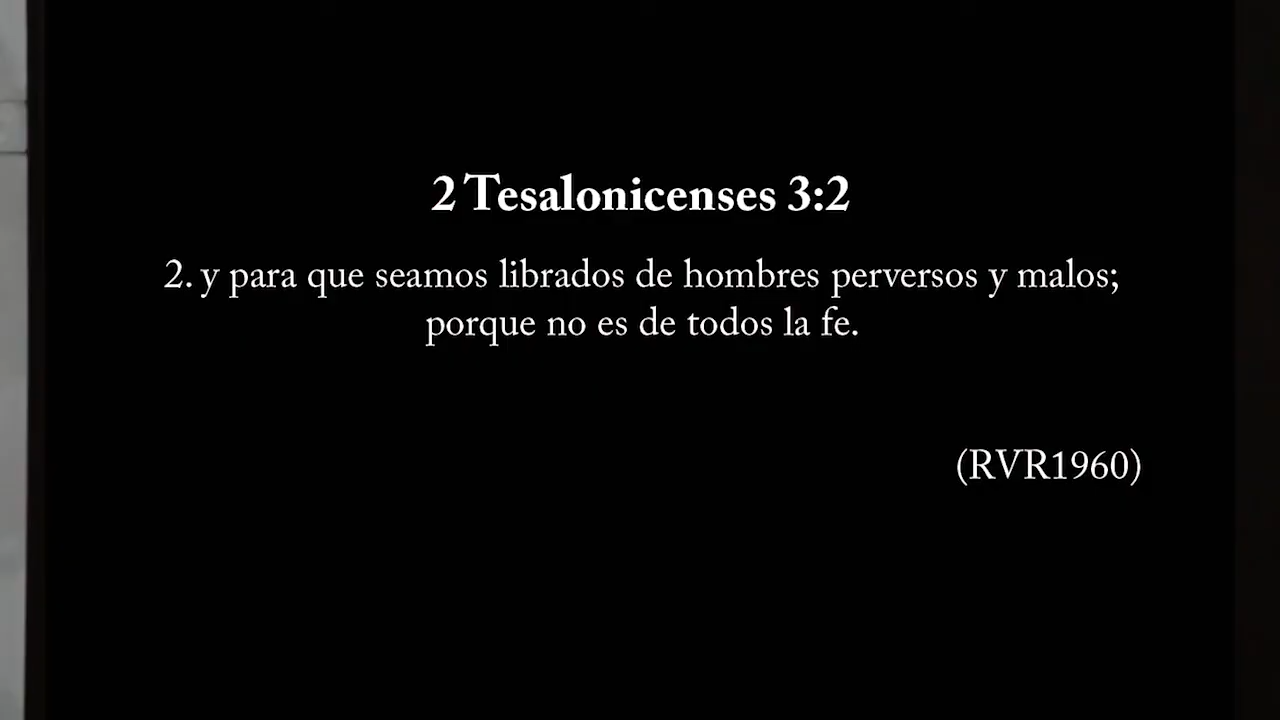 2 Tesalonicenses 3:2
2. y para que seamos librados de hombres perversos y malos;
porque no es de todos la fe.
(RVR1960)